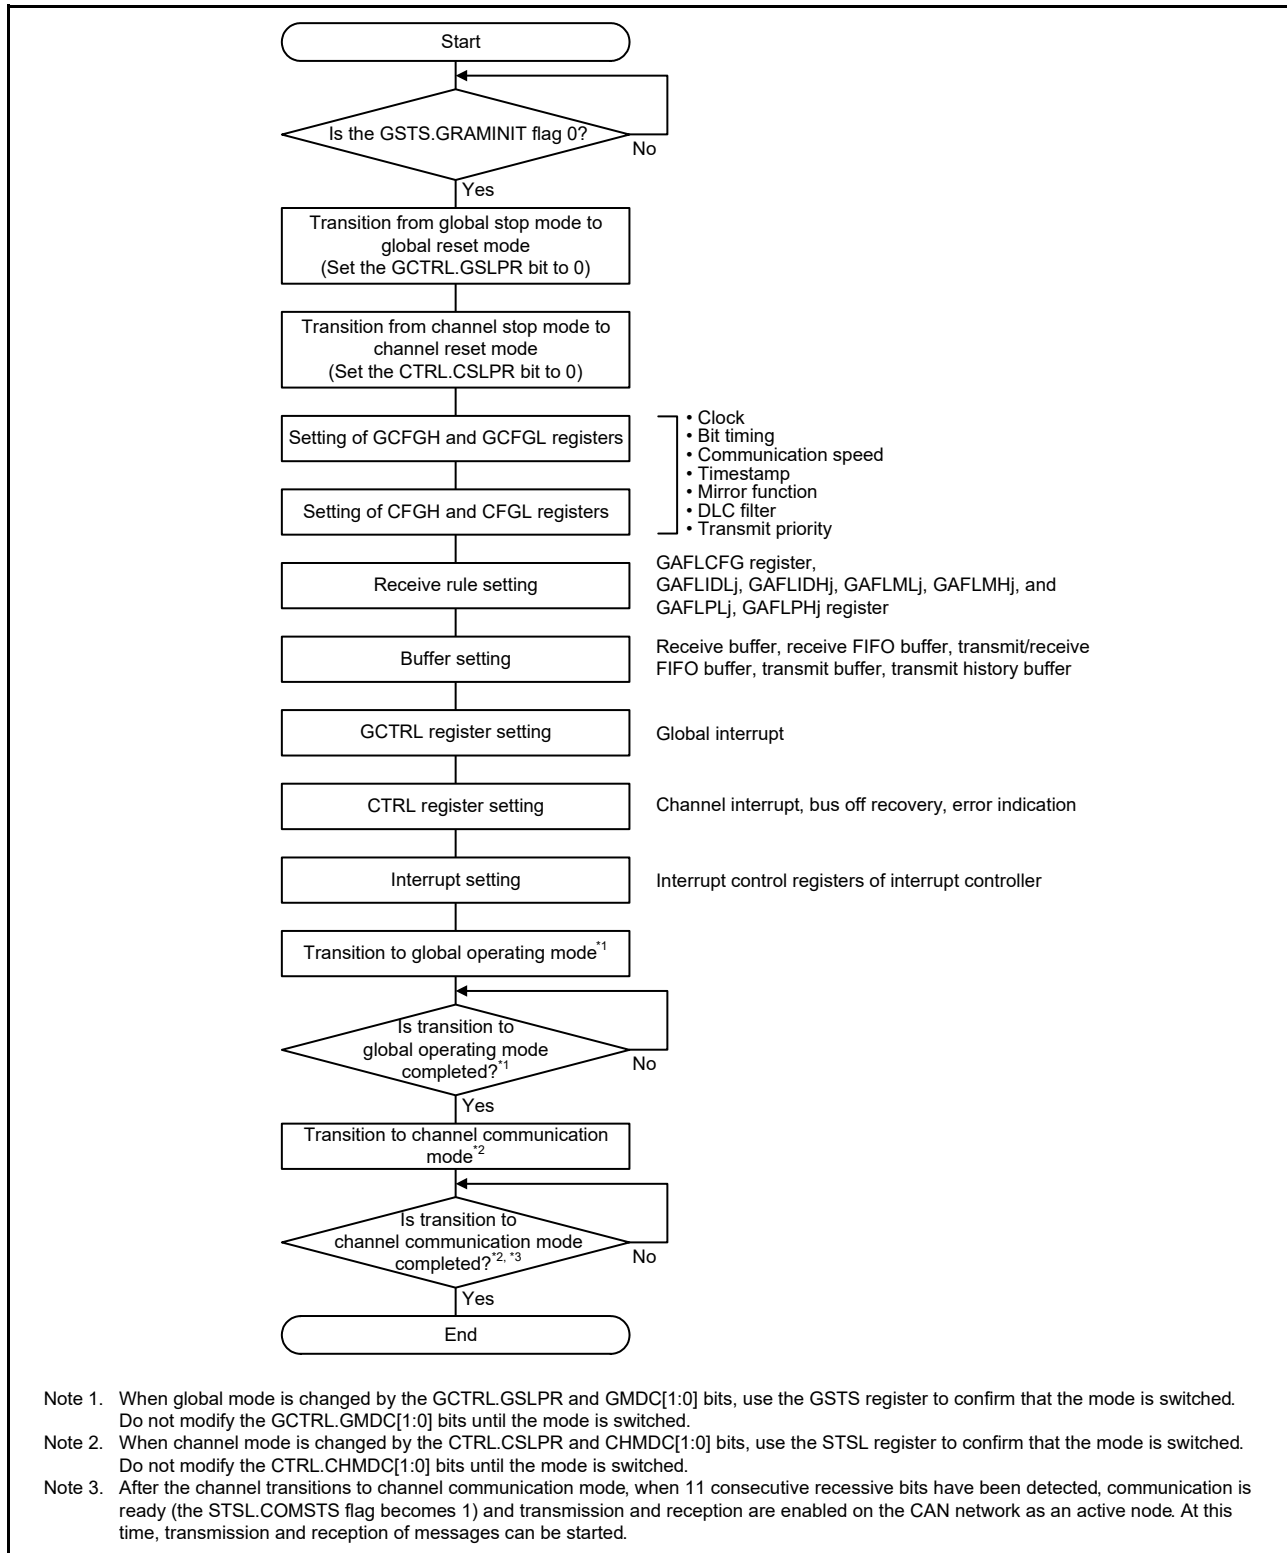 Start
Is the GSTS.GRAMINIT flag 0?
No
Yes
Transition from global stop mode to
global reset mode
(Set the GCTRL.GSLPR bit to 0)
Transition from channel stop mode to
channel reset mode
(Set the CTRL.CSLPR bit to 0)
Setting of GCFGH and GCFGL registers
Setting of CFGH and CFGL registers
• Clock
• Bit timing
• Communication speed
• Timestamp
• Mirror function
• DLC filter
• Transmit priority
Receive rule setting
GAFLCFG register,
GAFLIDLj, GAFLIDHj, GAFLMLj, GAFLMHj, and
GAFLPLj, GAFLPHj register
Buffer setting
Receive buffer, receive FIFO buffer, transmit/receive
FIFO buffer, transmit buffer, transmit history buffer
GCTRL register setting
Global interrupt
CTRL register setting
Channel interrupt, bus off recovery, error indication
Interrupt setting
Interrupt control registers of interrupt controller
Transition to global operating mode*1
Is transition to
global operating mode
completed?*1
No
Yes
Transition to channel communication
mode*2
Is transition to
channel communication mode
completed?*2, *3
No
Yes
End
Note 1. When global mode is changed by the GCTRL.GSLPR and GMDC[1:0] bits, use the GSTS register to confirm that the mode is switched.
Do not modify the GCTRL.GMDC[1:0] bits until the mode is switched.
Note 2. When channel mode is changed by the CTRL.CSLPR and CHMDC[1:0] bits, use the STSL register to confirm that the mode is switched.
Do not modify the CTRL.CHMDC[1:0] bits until the mode is switched.
Note 3. After the channel transitions to channel communication mode, when 11 consecutive recessive bits have been detected, communication is
ready (the STSL.COMSTS flag becomes 1) and transmission and reception are enabled on the CAN network as an active node. At this
time, transmission and reception of messages can be started.